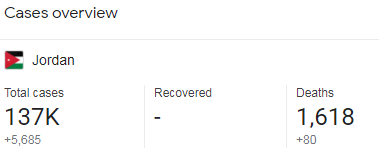 Cases overview
Jordan
Total cases
137K
+5,685
Recovered
-
Deaths
1,618
+80